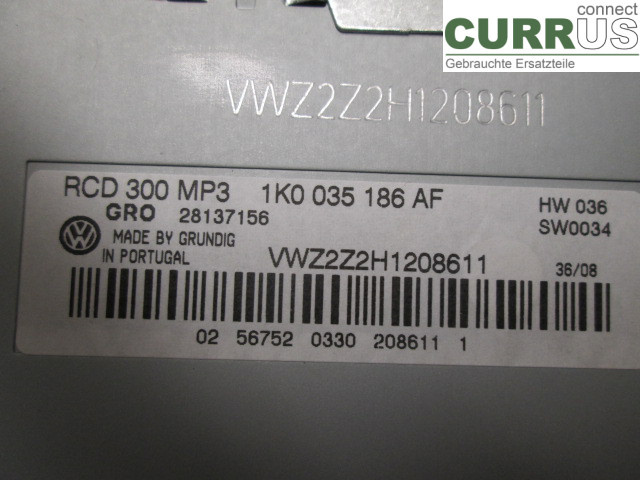 connect
CURRUS
Gebrauchte Ersatzteile
VWZ2Z2H1208611
RCD 300 MP3 1K0 035 186 AF
HW 036
GRO 28137156
SW0034
MADE BY GRUNDIG
IN PORTUGAL
VWZ2Z2H1208611
36/08
02 56752 0330 208611 1